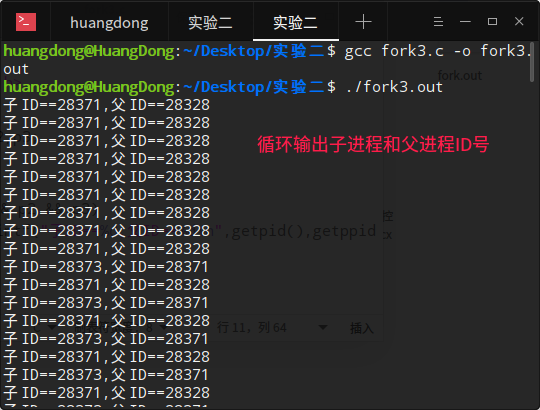 huangdong
实验二
实验二
huangdong@HuangDong:~/Desktop/实验二$ gcc fork3.c -o fork3.
out
fork.out
huangdong@HuangDong:~/Desktop/实验二$ ./fork3.out
子ID==28371,父ID==28328
子ID==28371,父ID==28328
子ID==28371,父ID==28328
循环输出子进程和父进程ID号
子ID==28371,父ID==28328
子ID==28371,父ID==28328
子ID==28371,父ID==28328
子ID==28371,父ID==28328
控
子ID==28371,父ID==28328
",getpid(),getppid
子ID==28371,父ID==28328
子ID==28373,父ID==28371
子ID==28371,父ID==28328
子ID==28373,父ID==28371
子ID==28371,父ID==28328
行 11，列 64
插入
子ID==28373,父ID==28371
子ID==28371,父ID==28328
子ID==28373,父ID==28371
子ID==28371,父ID==28328
子ID==28373,父ID==28371